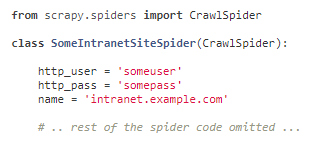 from scrapy.spiders import CrawlSpider
class SomeIntranetSiteSpider(CrawlSpider):
http_user = 'someuser'
http_pass = 'somepass'
name = 'intranet.example.com'
# .. rest of the spider code omitted ...